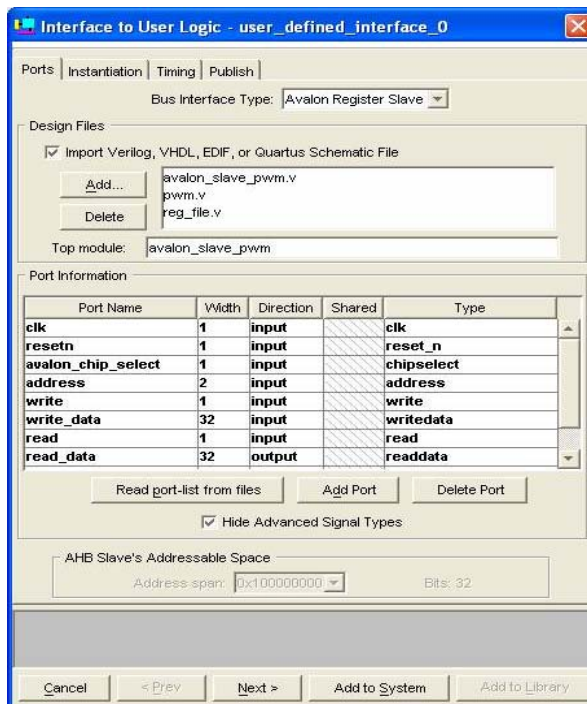 Interface to User Logic - user_defined_interface_0
Ports Instantiation Timing Publish
Bus Interface Type: Avalon Register Slave
Design Files
Import Verilog, VHDL, EDIF, or Quartus Schematic File
Add...
avalon_slave_pwm.v
pwm.v
Delete
reg_file.v
Top module: avalon_slave_pwm
Port Information
Port Name Width Direction Shared Type
clk 1 input clk
resetn 1 input reset_n
avalon_chip_select 1 input chipselect
address 2 input address
write 1 input write
write_data 32 input writedata
read 1 input read
read_data 32 output readdata
Read port-list from files Add Port Delete Port
Hide Advanced Signal Types
AHB Slave's Addressable Space
Address span: 0x100000000 Bits: 32
Cancel < Prev Next > Add to System Add to Library